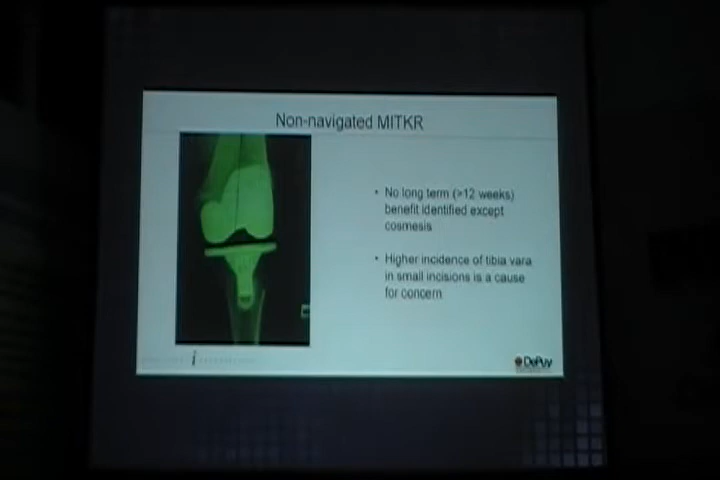 Non-navigated MITKR
• No long term (>12 weeks)
benefit identified except
cosmesis
• Higher incidence of tibia vara
in small incisions is a cause
for concern
DePuy